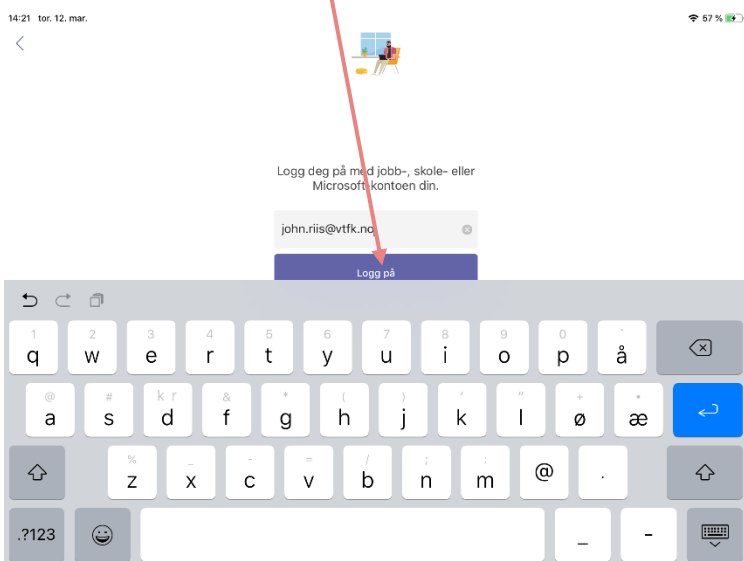 14:21 tor. 12. mar.
57 %
Logg deg på med jobb-, skole- eller
Microsoft-kontoen din.
john.riis@vtfk.no
Logg på
1 2 3 4 5 6 7 8 9 0 `
q w e r t y u i o p å
@ # k r & * ( ) ' " + •
a s d f g h j k l ø æ
% _ - = / ; :
z x c v b n m @ .
.?123 _ -